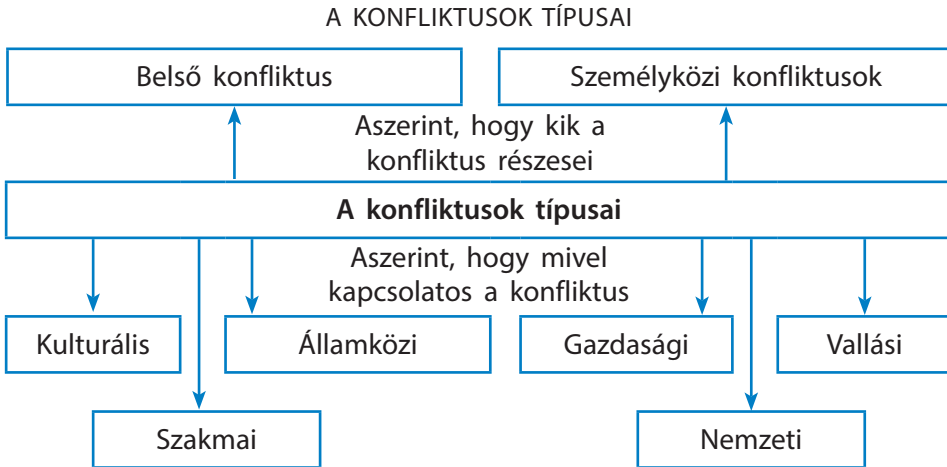 A KONFLIKTUSOK TÍPUSAI
Belső konfliktus
Személyközi konfliktusok
Aszerint, hogy kik a
konfliktus részesei
A konfliktusok típusai
Aszerint, hogy mivel
kapcsolatos a konfliktus
Kulturális
Államközi
Gazdasági
Vallási
Szakmai
Nemzeti